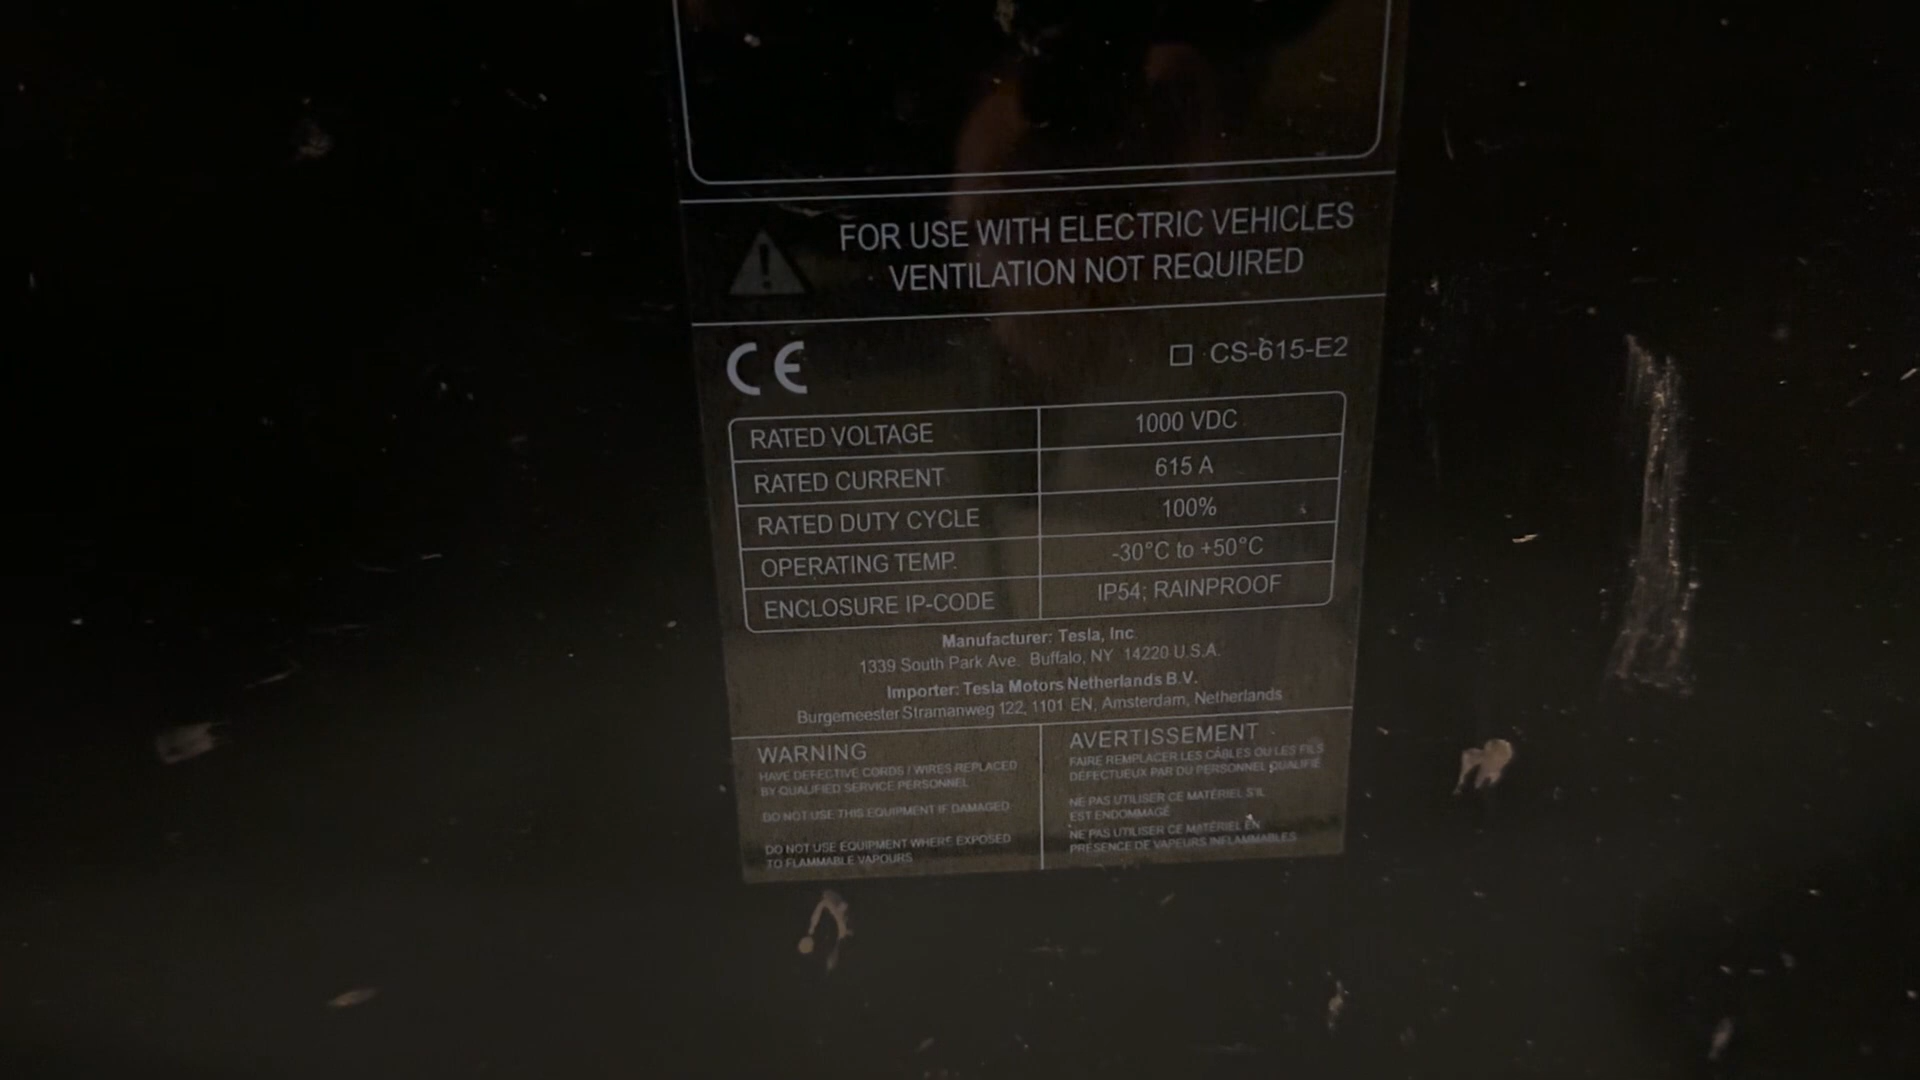 FOR USE WITH ELECTRIC VEHICLES
VENTILATION NOT REQUIRED
CE
CS-615-E2
RATED VOLTAGE 1000 VDC
RATED CURRENT 615 A
RATED DUTY CYCLE 100%
OPERATING TEMP. -30°C to +50°C
ENCLOSURE IP-CODE IP54; RAINPROOF
Manufacturer: Tesla, Inc
1339 South Park Ave. Buffalo, NY 14220 U.S.A.
Importer: Tesla Motors Netherlands B.V.
Burgemeester Stramanweg 122, 1101 EN, Amsterdam, Netherlands
WARNING
HAVE DEFECTIVE CORDS / WIRES REPLACED
BY QUALIFIED SERVICE PERSONNEL
DO NOT USE THIS EQUIPMENT IF DAMAGED
DO NOT USE EQUIPMENT WHERE EXPOSED
TO FLAMMABLE VAPOURS
AVERTISSEMENT
FAIRE REMPLACER LES CÂBLES OU LES FILS
DÉFECTUEUX PAR DU PERSONNEL QUALIFIÉ
NE PAS UTILISER CE MATÉRIEL S'IL
EST ENDOMMAGÉ
NE PAS UTILISER CE MATÉRIEL EN
PRÉSENCE DE VAPEURS INFLAMMABLES